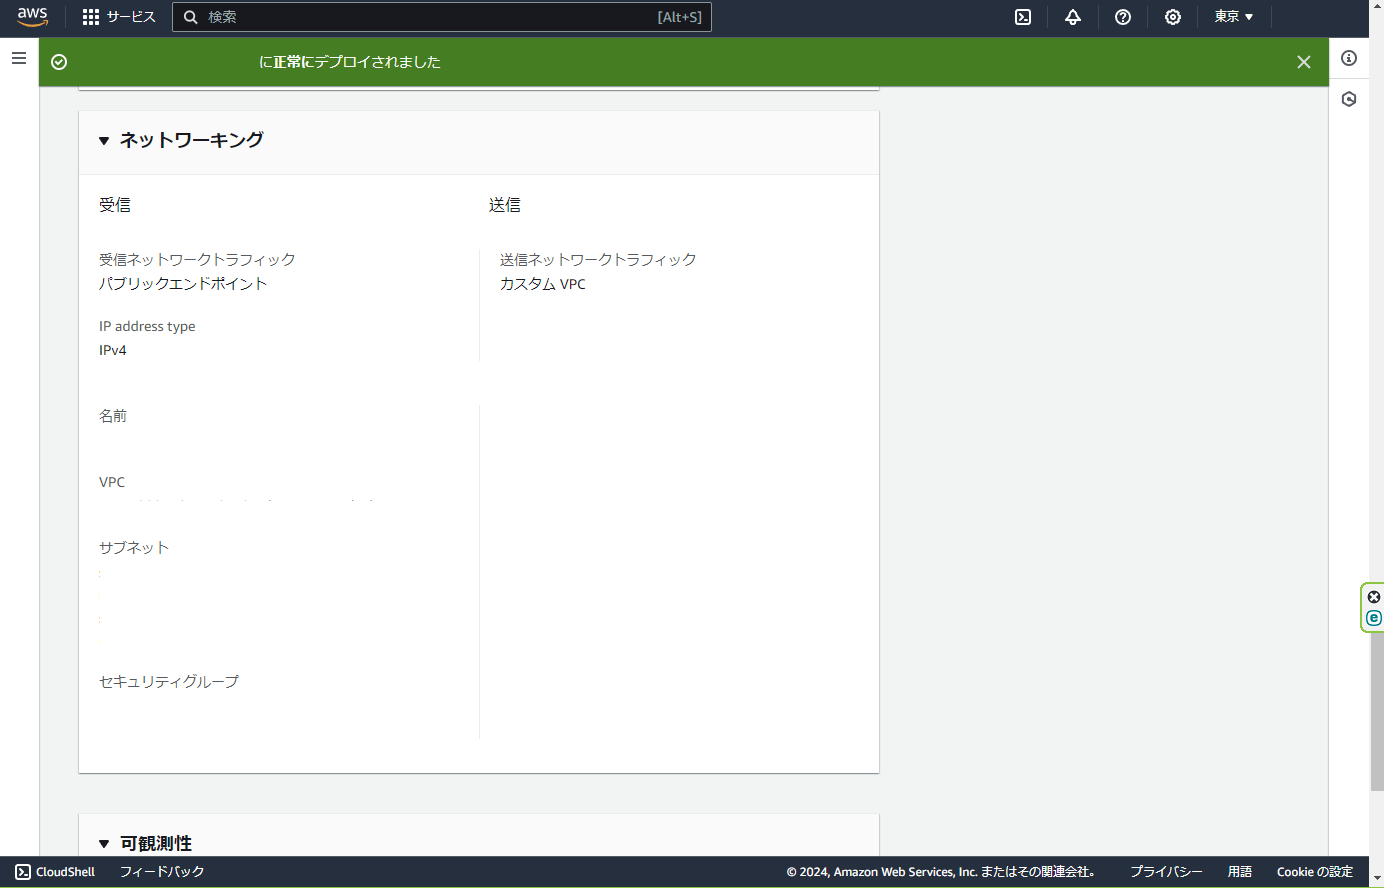 aws
サービス
検索
[Alt+S]
東京
に正常にデプロイされました
ネットワーキング
受信
送信
受信ネットワークトラフィック
パブリックエンドポイント
送信ネットワークトラフィック
カスタム VPC
IP address type
IPv4
名前
VPC
サブネット
セキュリティグループ
可観測性
CloudShell
フィードバック
© 2024, Amazon Web Services, Inc. またはその関連会社。
プライバシー
用語
Cookie の設定